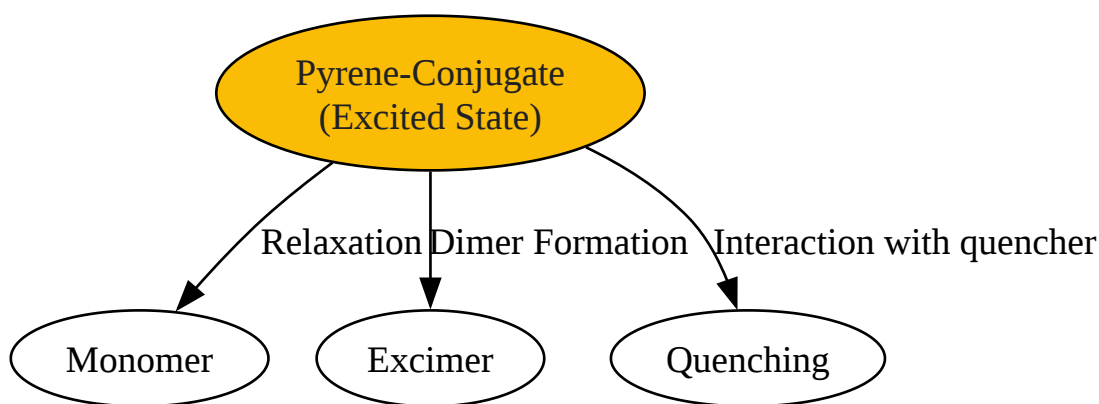 Pyrene-Conjugate
(Excited State)
Relaxation
Dimer Formation
Interaction with quencher
Monomer
Excimer
Quenching